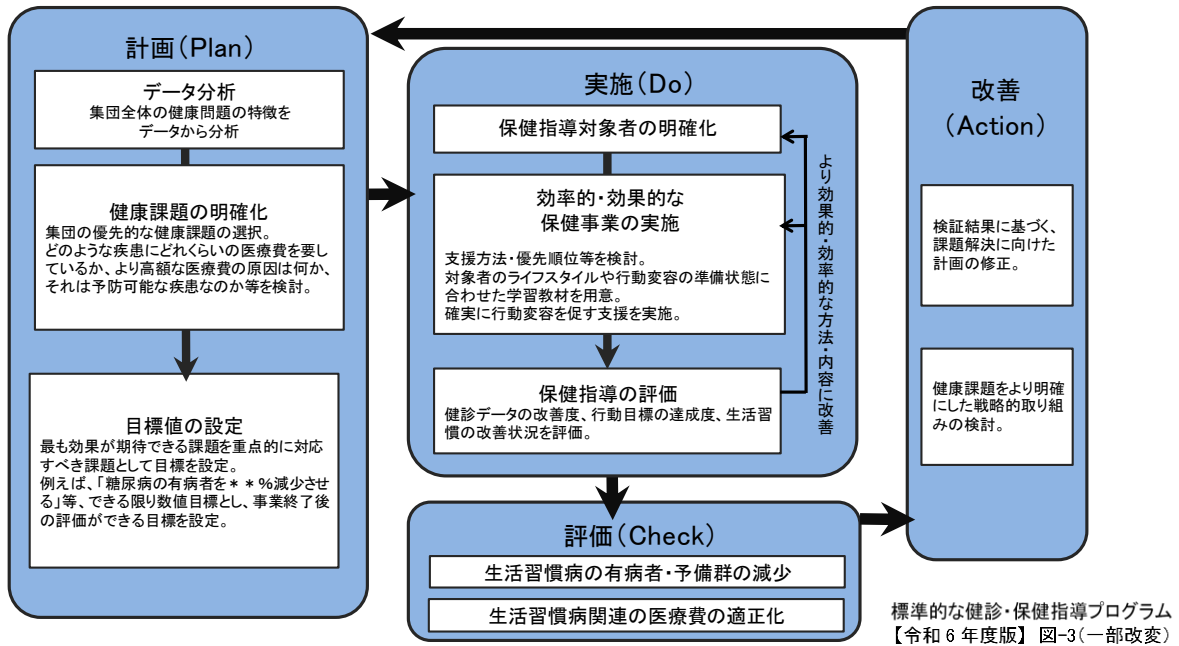 計画(Plan)
データ分析
集団全体の健康問題の特徴を
データから分析
健康課題の明確化
集団の優先的な健康課題の選択。
どのような疾患にどれくらいの医療費を要し
ているか、より高額な医療費の原因は何か、
それは予防可能な疾患なのか等を検討。
目標値の設定
最も効果が期待できる課題を重点的に対応
すべき課題として目標を設定。
例えば、「糖尿病の有病者を＊＊%減少させ
る」等、できる限り数値目標とし、事業終了後
の評価ができる目標を設定。
実施(Do)
保健指導対象者の明確化
効率的・効果的な
保健事業の実施
支援方法・優先順位等を検討。
対象者のライフスタイルや行動変容の準備状態に
合わせた学習教材を用意。
確実に行動変容を促す支援を実施。
保健指導の評価
健診データの改善度、行動目標の達成度、生活習
慣の改善状況を評価。
より効果的・効率的な方法・内容に改善
評価(Check)
生活習慣病の有病者・予備群の減少
生活習慣病関連の医療費の適正化
改善
(Action)
検証結果に基づく、
課題解決に向けた
計画の修正。
健康課題をより明確
にした戦略的取り組
みの検討。
標準的な健診・保健指導プログラム
【令和6年度版】 図-3(一部改変)